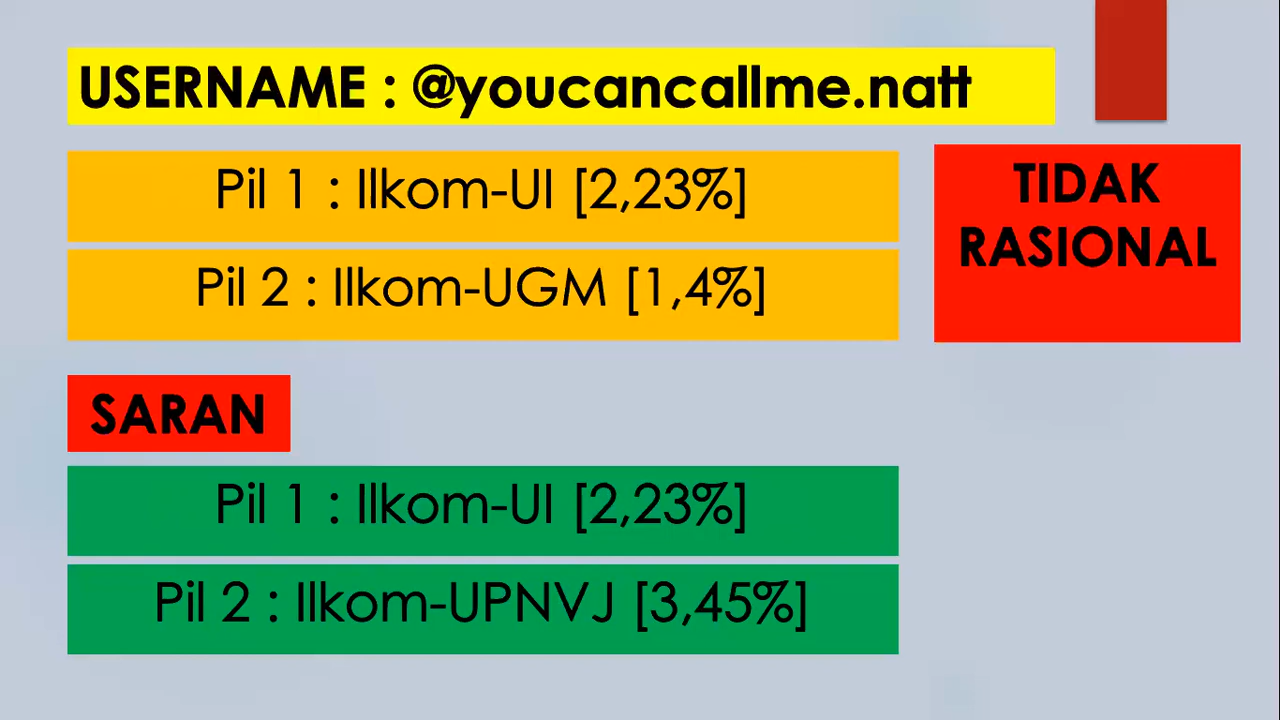 USERNAME : @youcancallme.natt
Pil 1 : Ilkom-UI [2,23%]
Pil 2 : Ilkom-UGM [1,4%]
TIDAK
RASIONAL
SARAN
Pil 1 : Ilkom-UI [2,23%]
Pil 2 : Ilkom-UPNVJ [3,45%]